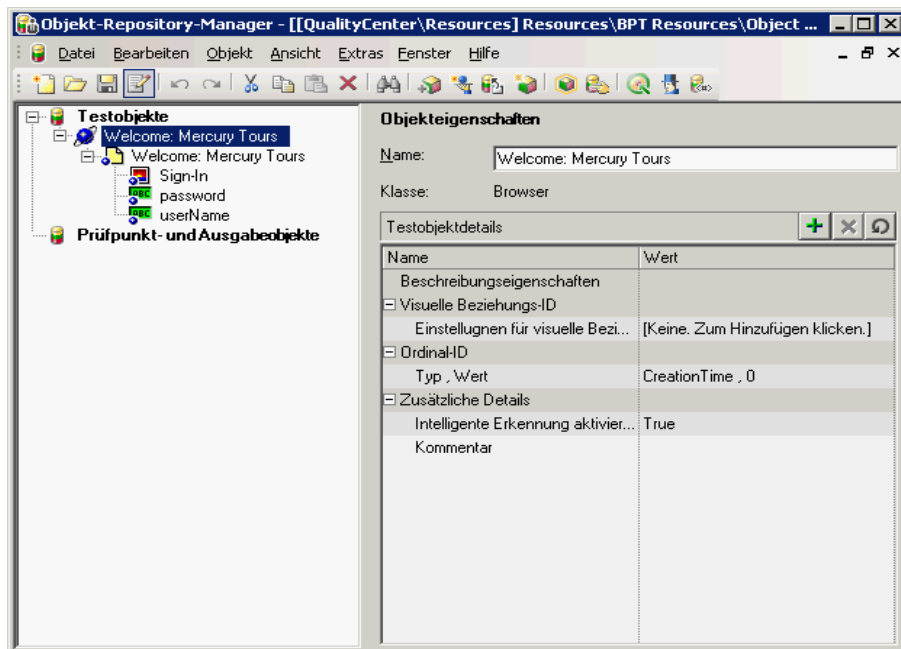 Objekt-Repository-Manager - [[QualityCenter\Resources] Resources\BPT Resources\Object ...
Datei Bearbeiten Objekt Ansicht Extras Fenster Hilfe
Testobjekte
Welcome: Mercury Tours
Welcome: Mercury Tours
Sign-In
password
userName
Prüfpunkt- und Ausgabeobjekte
Objekteigenschaften
Name: Welcome: Mercury Tours
Klasse: Browser
Testobjektdetails
Name Wert
Beschreibungseigenschaften
Visuelle Beziehungs-ID
Einstellugnen für visuelle Bezi... [Keine. Zum Hinzufügen klicken.]
Ordinal-ID
Typ , Wert CreationTime , 0
Zusätzliche Details
Intelligente Erkennung aktivier... True
Kommentar